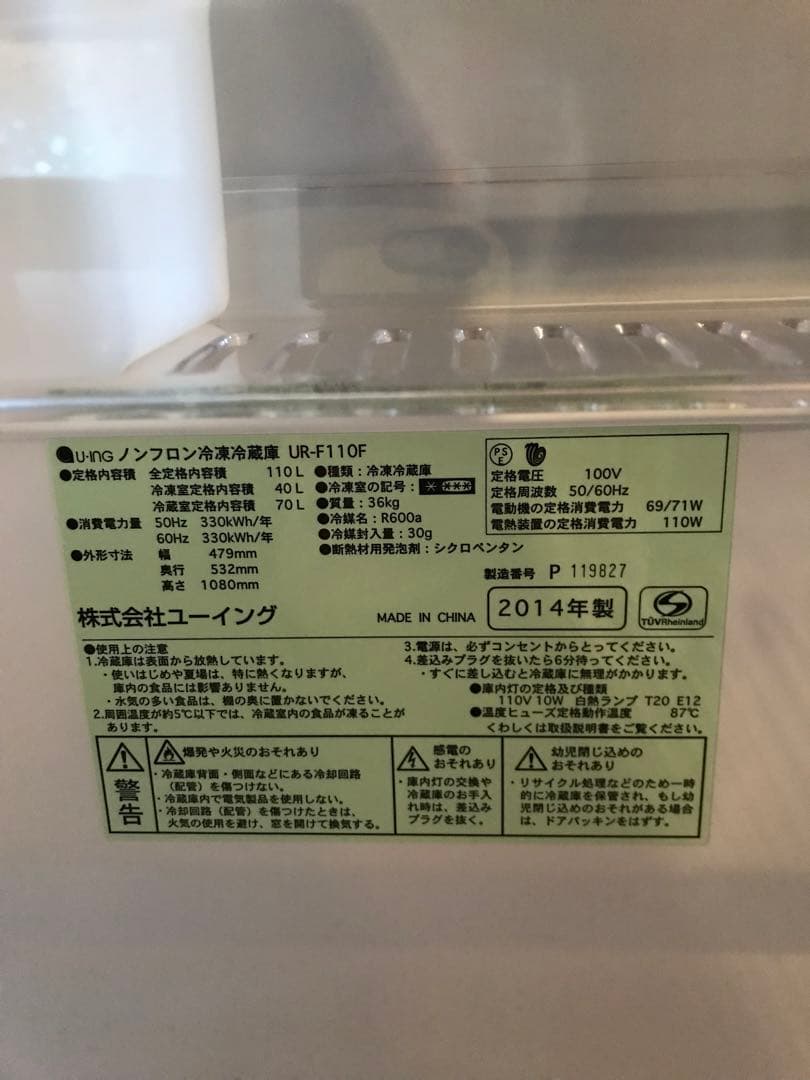 U-ING ノンフロン冷凍冷蔵庫 UR-F110F
●定格内容積 全定格内容積 110L
冷凍室定格内容積 40L
冷蔵室定格内容積 70L
●消費電力量 50Hz 330kWh/年
60Hz 330kWh/年
●外形寸法 幅 479mm
奥行 532mm
高さ 1080mm
●種類：冷凍冷蔵庫
●冷凍室の記号：
●質量：36kg
●冷媒名：R600a
●冷媒封入量：30g
●断熱材用発泡剤：シクロペンタン
PSE
定格電圧 100V
定格周波数 50/60Hz
電動機の定格消費電力 69/71W
電熱装置の定格消費電力 110W
製造番号 P 119827
株式会社ユーイング
MADE IN CHINA
2014年製
TÜVRheinland
●使用上の注意
1.冷蔵庫は表面から放熱しています。
・使いはじめや夏場は、特に熱くなりますが、
庫内の食品には影響ありません。
・水気の多い食品は、棚の奥に置かないでください。
2.周囲温度が約5℃以下では、冷蔵室内の食品が凍ることが
あります。
3.電源は、必ずコンセントからとってください。
4.差込みプラグを抜いたら6分待ってください。
・すぐに差し込むと冷蔵庫に無理がかかります。
●庫内灯の定格及び種類
110V 10W 白熱ランプ T20 E12
●温度ヒューズ定格動作温度 87℃
くわしくは取扱説明書をご覧ください。
警告
爆発や火災のおそれあり
・冷蔵庫背面・側面などにある冷却回路
（配管）を傷つけない。
・冷蔵庫内で電気製品を使用しない。
・冷却回路（配管）を傷つけたときは、
火気の使用を避け、窓を開けて換気する。
感電の
おそれあり
・庫内灯の交換や
冷蔵庫のお手入
れ時は、差込み
プラグを抜く。
幼児閉じ込めの
おそれあり
・リサイクル処理などのため一時
的に冷蔵庫を保管され、もし幼
児閉じ込めのおそれがある場合
は、ドアパッキンをはずす。